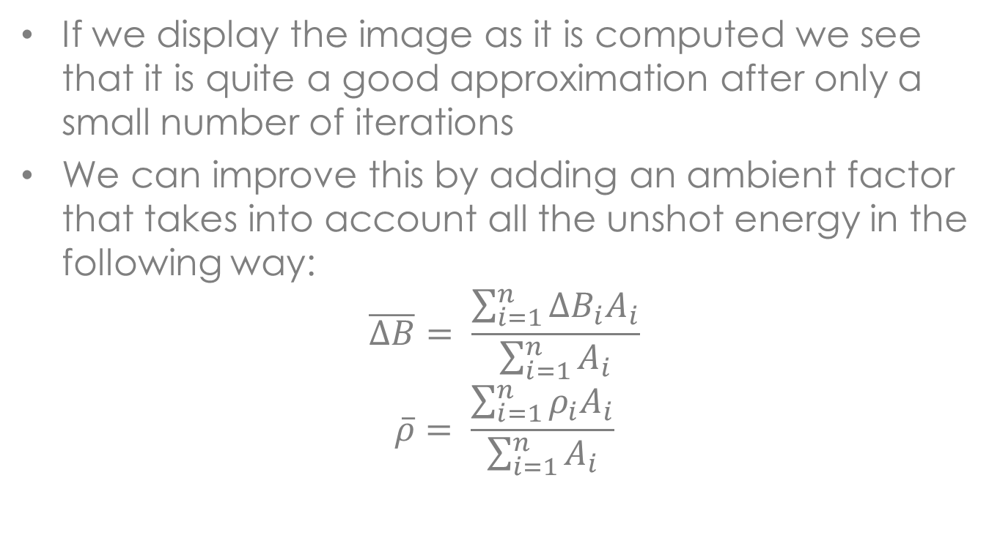 • If we display the image as it is computed we see
that it is quite a good approximation after only a
small number of iterations
• We can improve this by adding an ambient factor
that takes into account all the unshot energy in the
following way:
$\overline{\Delta B} = \frac{\sum_{i=1}^{n} \Delta B_i A_i}{\sum_{i=1}^{n} A_i}$
$\bar{\rho} = \frac{\sum_{i=1}^{n} \rho_i A_i}{\sum_{i=1}^{n} A_i}$